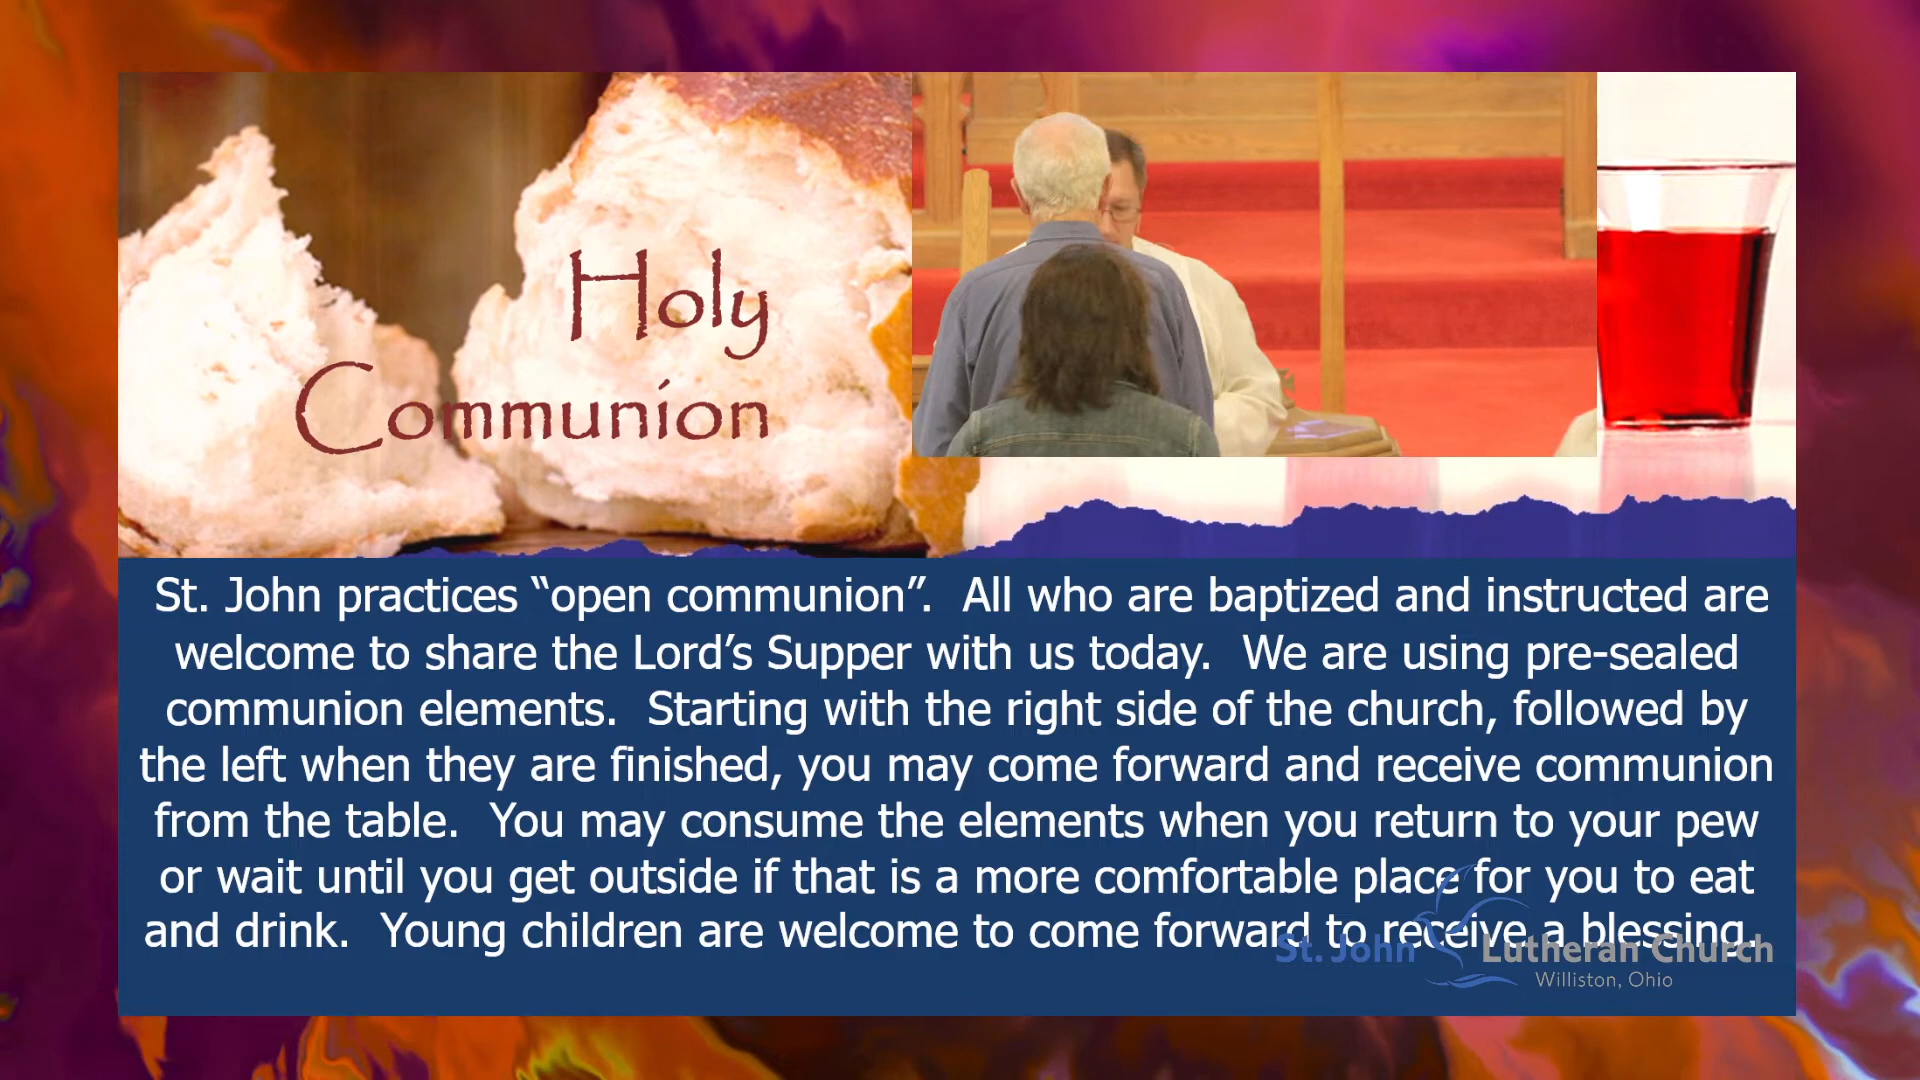 Holy
Communion
St. John practices “open communion”.  All who are baptized and instructed are
welcome to share the Lord’s Supper with us today.  We are using pre-sealed
communion elements.  Starting with the right side of the church, followed by
the left when they are finished, you may come forward and receive communion
from the table.  You may consume the elements when you return to your pew
or wait until you get outside if that is a more comfortable place for you to eat
and drink.  Young children are welcome to come forward to receive a blessing.
St. John Lutheran Church
Williston, Ohio